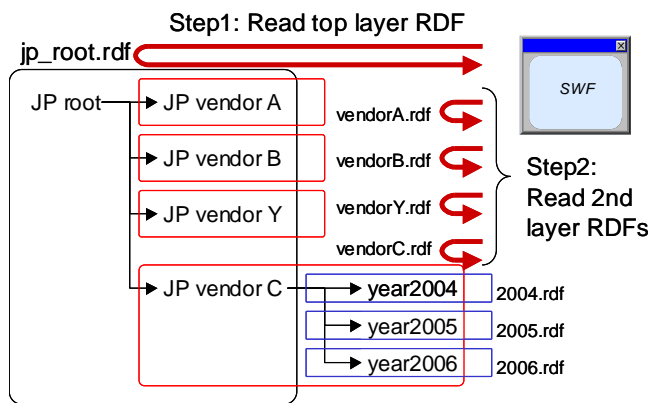 Step1: Read top layer RDF
jp_root.rdf
SWF
JP root
JP vendor A
vendorA.rdf
JP vendor B
vendorB.rdf
Step2:
Read 2nd
layer RDFs
JP vendor Y
vendorY.rdf
vendorC.rdf
JP vendor C
year2004
2004.rdf
year2005
2005.rdf
year2006
2006.rdf